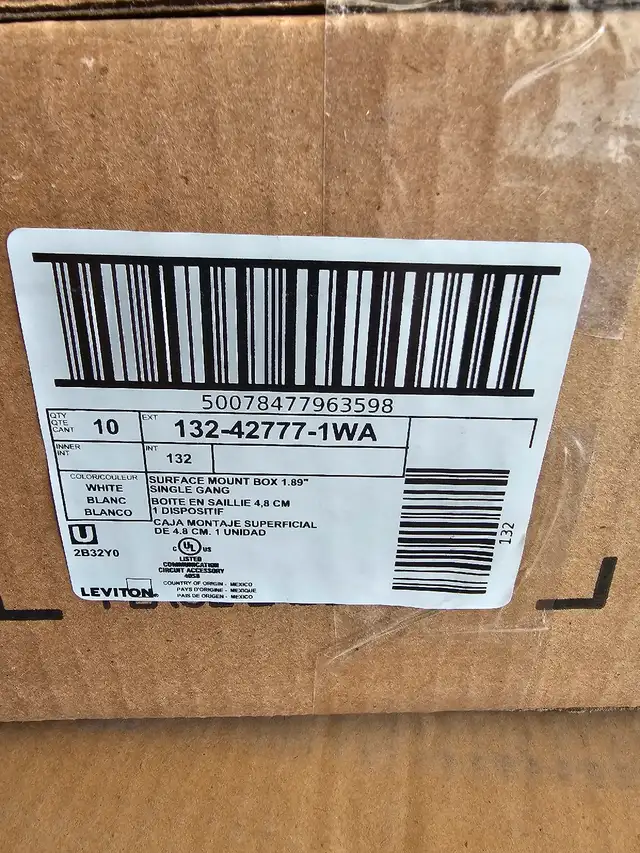 50078477963598
QTY
QTE
CANT
10
EXT
132-42777-1WA
INNER
INT
INT
132
COLOR/COULEUR
WHITE
BLANC
BLANCO
SURFACE MOUNT BOX 1.89"
SINGLE GANG
BOITE EN SAILLIE 4,8 CM
1 DISPOSITIF
CAJA MONTAJE SUPERFICIAL
DE 4.8 CM. 1 UNIDAD
132
U
2B32Y0
C UL US
LISTED
COMMUNICATION
CIRCUIT ACCESSORY
LEVITON
COUNTRY OF ORIGIN - MEXICO
PAYS D'ORIGINE - MEXIQUE
PAIS DE ORIGEN - MEXICO